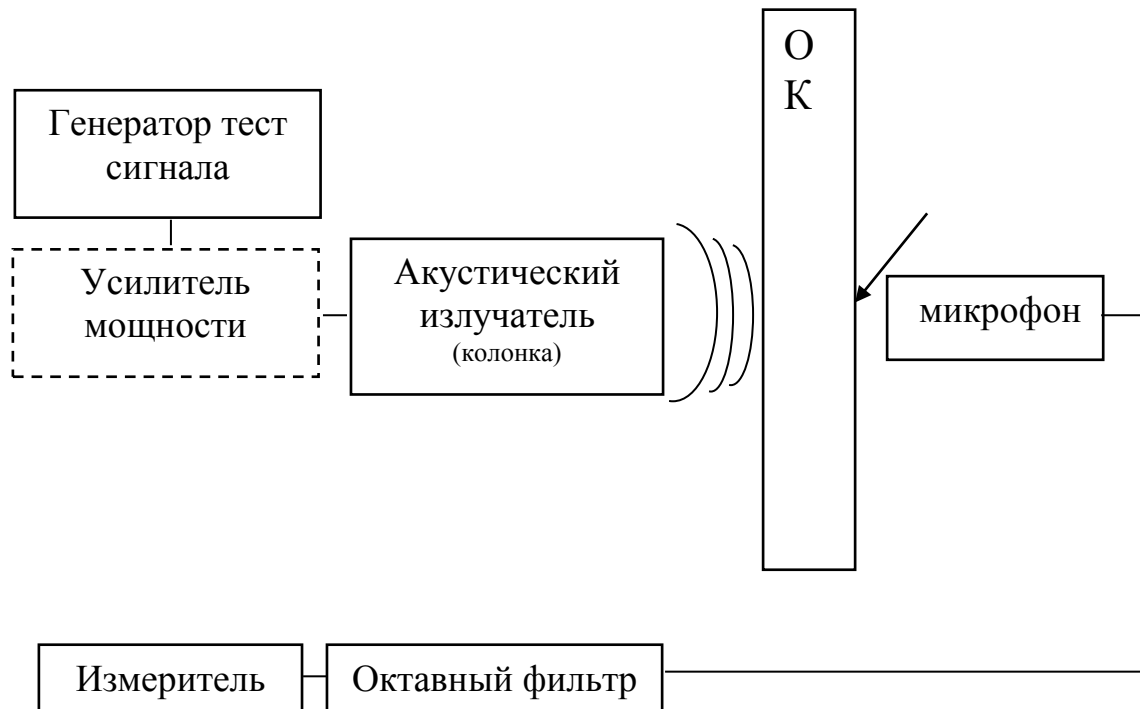 О
К
Генератор тест
сигнала
Усилитель
мощности
Акустический
излучатель
(колонка)
микрофон
Измеритель
Октавный фильтр